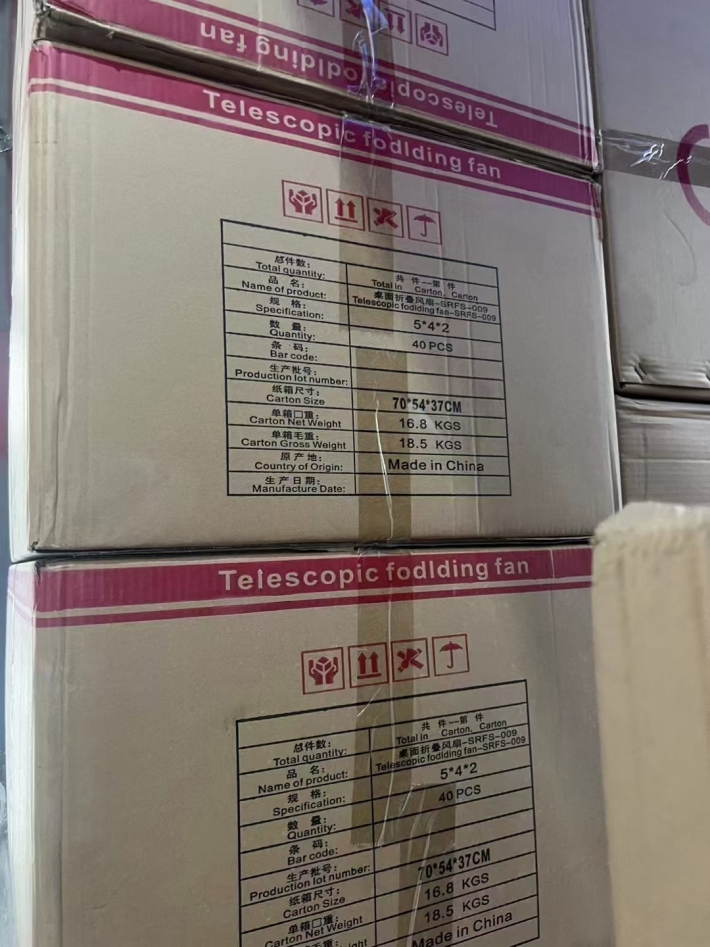 Telescopic fodlding fan
Telescopic fodlding fan
总件数: 共 件—第 件
Total quantity: Total in Carton, Carton
品 名: 桌面折叠风扇-SRFS-009
Name of product: Telescopic fodlding fan-SRFS-009
规 格: 5*4*2
Specification:
数 量: 40 PCS
Quantity:
条 码:
Bar code:
生产批号:
Production lot number:
纸箱尺寸: 70*54*37CM
Carton Size
单箱口重: 16.8 KGS
Carton Net Weight
单箱毛重: 18.5 KGS
Carton Gross Weight
原 产 地: Made in China
Country of Origin:
生 产 日 期:
Manufacture Date:
Telescopic fodlding fan
总件数: 共 件—第 件
Total quantity: Total in Carton, Carton
品 名: 桌面折叠风扇-SRFS-009
Name of product: Telescopic fodlding fan-SRFS-009
规 格: 5*4*2
Specification:
数 量: 40 PCS
Quantity:
条 码:
Bar code:
生产批号:
Production lot number:
纸箱尺寸: 70*54*37CM
Carton Size
单箱口重: 16.8 KGS
Carton Net Weight
毛重: 18.5 KGS
Made in China